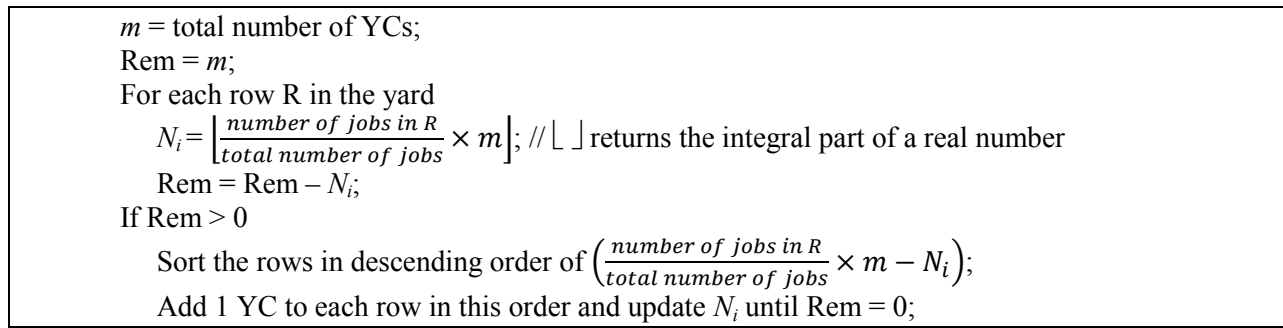 m = total number of YCs;
Rem = m;
For each row R in the yard
N_i = ⌊(number of jobs in R / total number of jobs) × m⌋; // ⌊ ⌋ returns the integral part of a real number
Rem = Rem – N_i;
If Rem > 0
Sort the rows in descending order of (number of jobs in R / total number of jobs × m − N_i);
Add 1 YC to each row in this order and update N_i until Rem = 0;